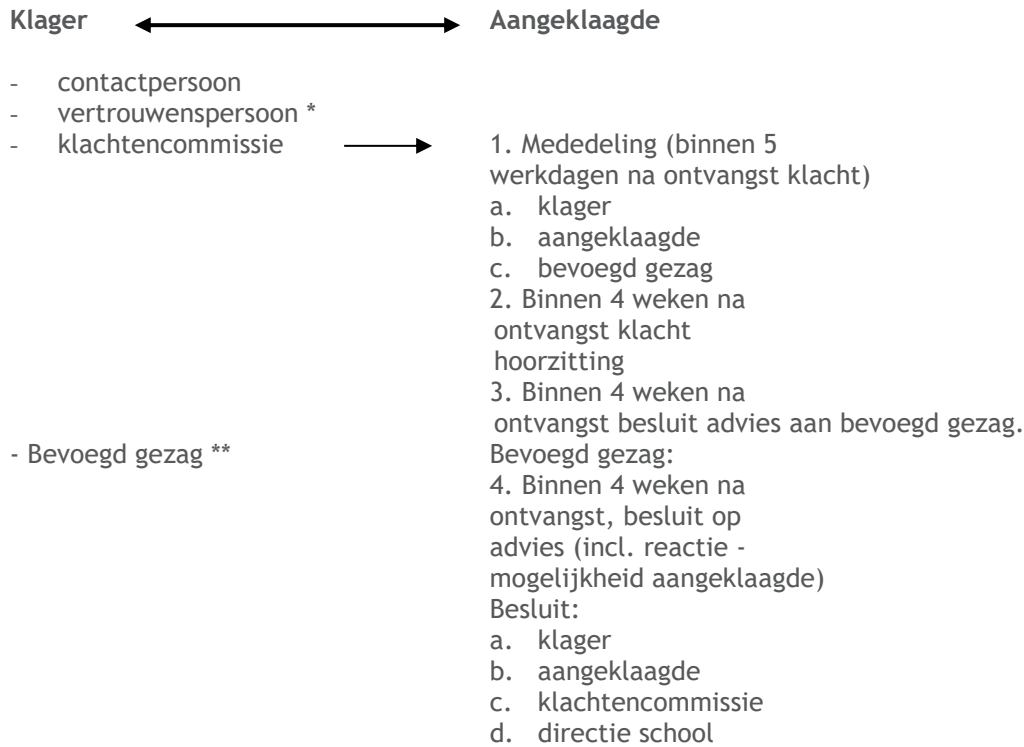 Klager Aangeklaagde
- contactpersoon
- vertrouwenspersoon *
- klachtencommissie
1. Mededeling (binnen 5
werkdagen na ontvangst klacht)
a. klager
b. aangeklaagde
c. bevoegd gezag
2. Binnen 4 weken na
ontvangst klacht
hoorzitting
3. Binnen 4 weken na
ontvangst besluit advies aan bevoegd gezag.
- Bevoegd gezag **
Bevoegd gezag:
4. Binnen 4 weken na
ontvangst, besluit op
advies (incl. reactie -
mogelijkheid aangeklaagde)
Besluit:
a. klager
b. aangeklaagde
c. klachtencommissie
d. directie school